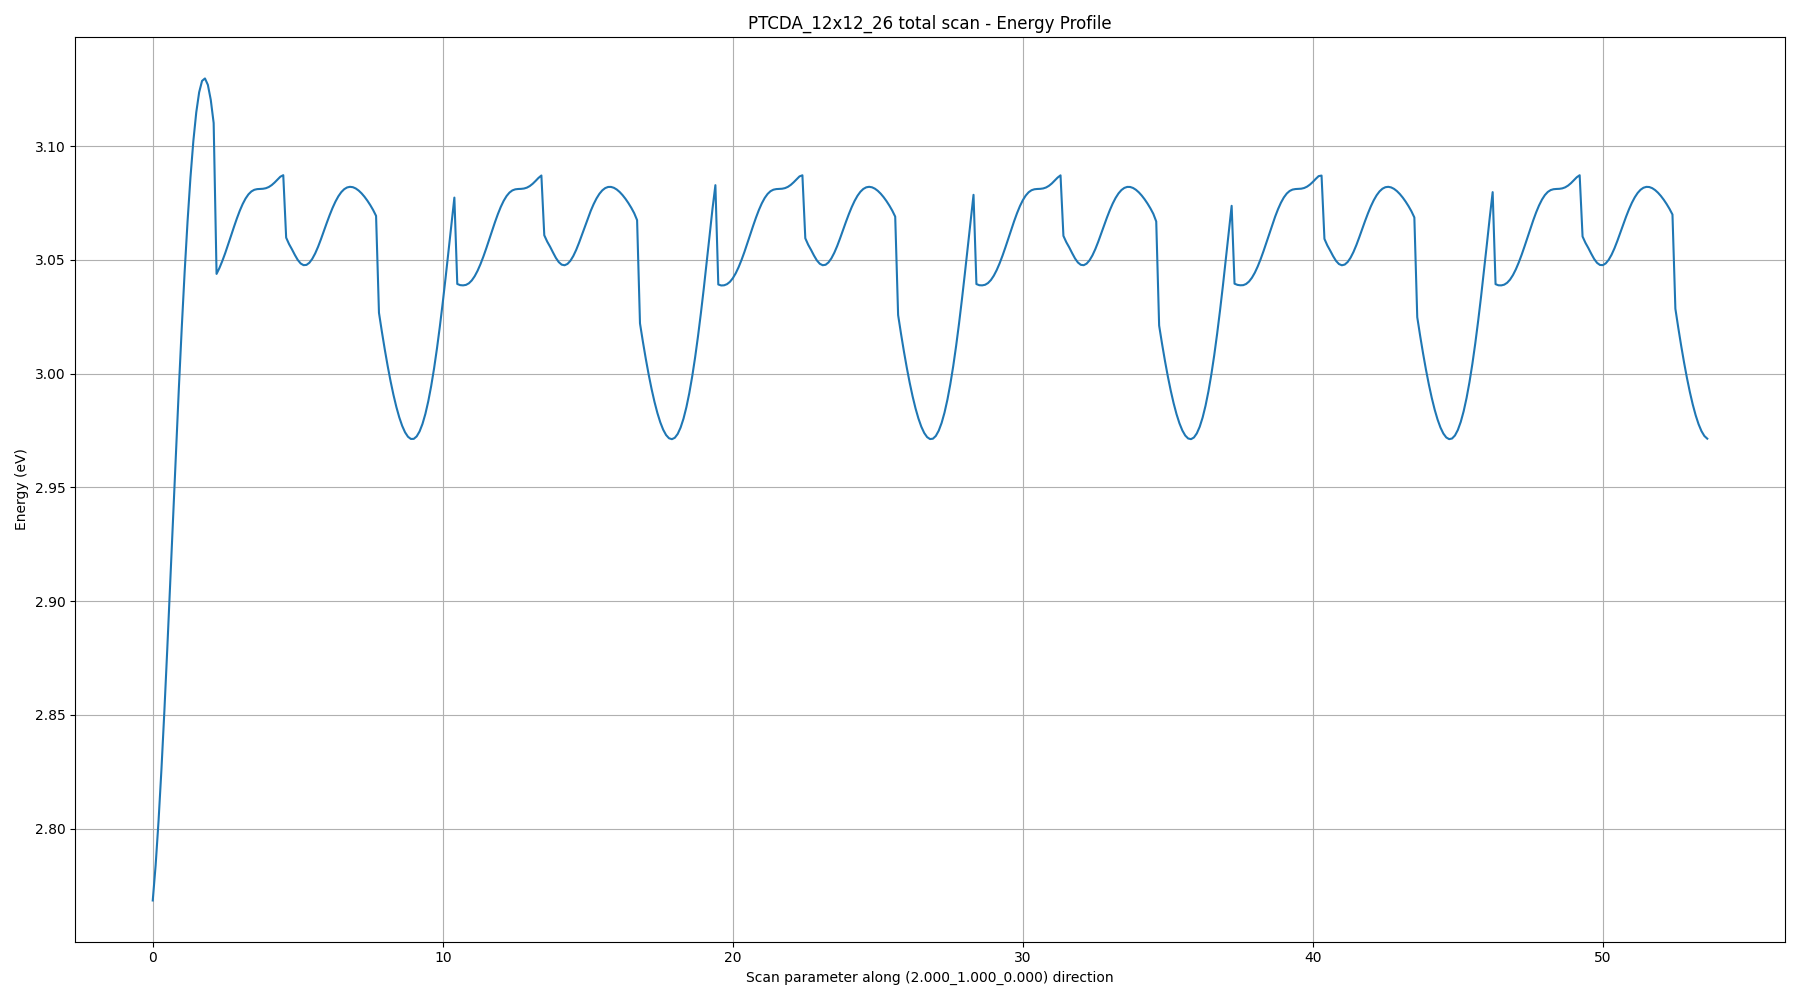 PTCDA_12x12_26 total scan - Energy Profile
Energy (eV)
3.10
3.05
3.00
2.95
2.90
2.85
2.80
0 10 20 30 40 50
Scan parameter along (2.000_1.000_0.000) direction